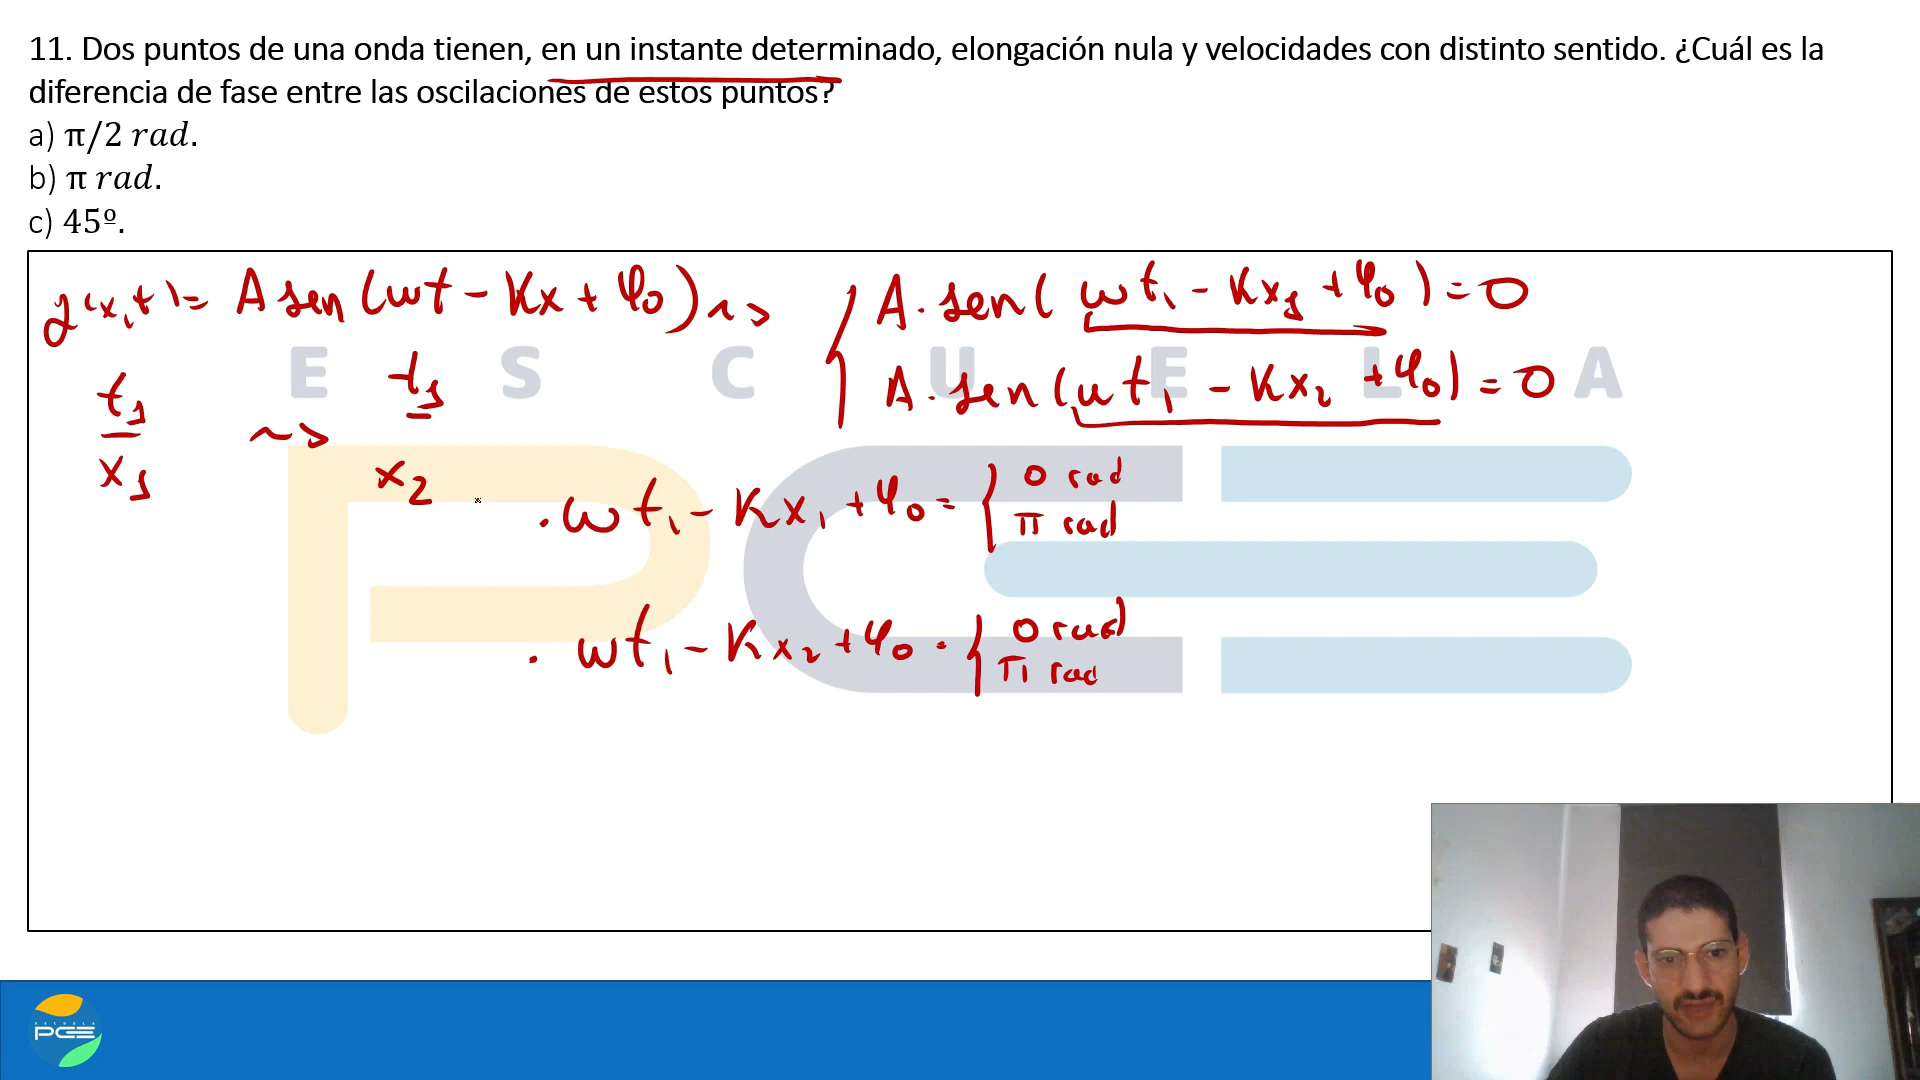 11. Dos puntos de una onda tienen, en un instante determinado, elongación nula y velocidades con distinto sentido. ¿Cuál es la
diferencia de fase entre las oscilaciones de estos puntos?
a) π/2 rad.
b) π rad.
c) 45º.
y(x,t) = A sen(ωt - Kx + φ₀) ~> { A. sen( ωt₁ - Kx₁ + φ₀ ) = 0
A. sen(ωt₁ - Kx₂ + φ₀) = 0
E S C U E L A
t₁ ~> t₁
x₁ x₂
. ωt₁ - Kx₁ + φ₀ = { 0 rad
π rad
. ωt₁ - Kx₂ + φ₀ = { 0 rad
π rad
PCE
ESCUELA
PCE